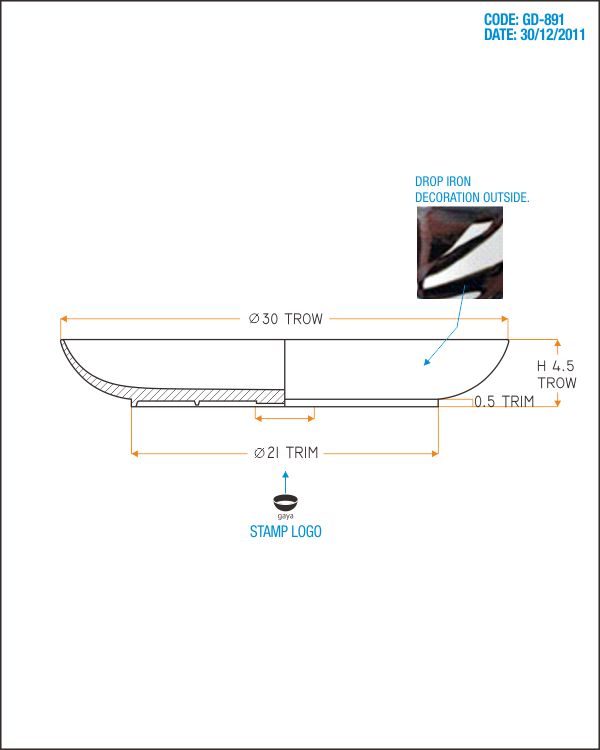 CODE: GD-891
DATE: 30/12/2011
DROP IRON
DECORATION OUTSIDE.
Ø30 TROW
H 4.5
TROW
0.5 TRIM
Ø21 TRIM
gaya
STAMP LOGO